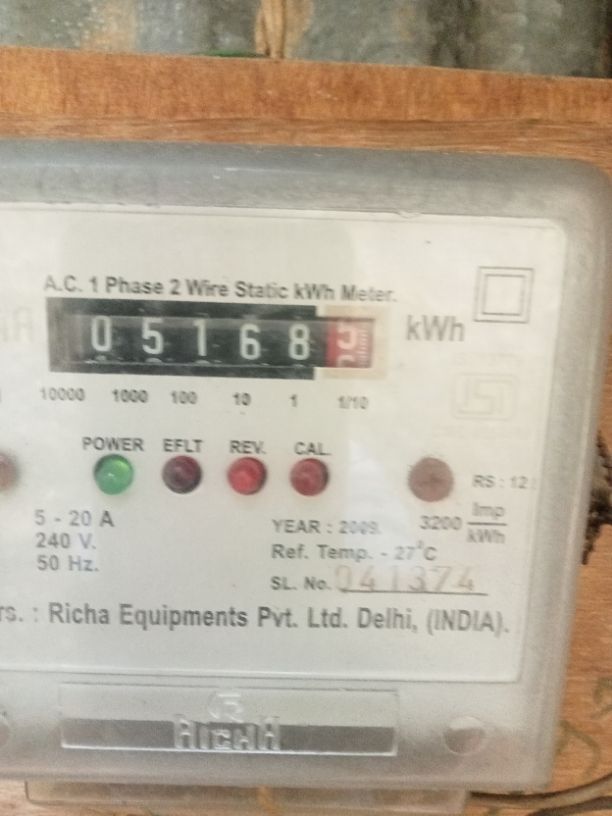 A.C. 1 Phase 2 Wire Static kWh Meter.
0 5 1 6 8 5 kWh
10000 1000 100 10 1 1/10
POWER EFLT REV. CAL.
RS : 12
5 - 20 A
240 V.
50 Hz.
3200 Imp/kWh
YEAR : 2009.
Ref. Temp. - 27°C
SL. No. 041374
rs. : Richa Equipments Pvt. Ltd. Delhi, (INDIA).
RICHA